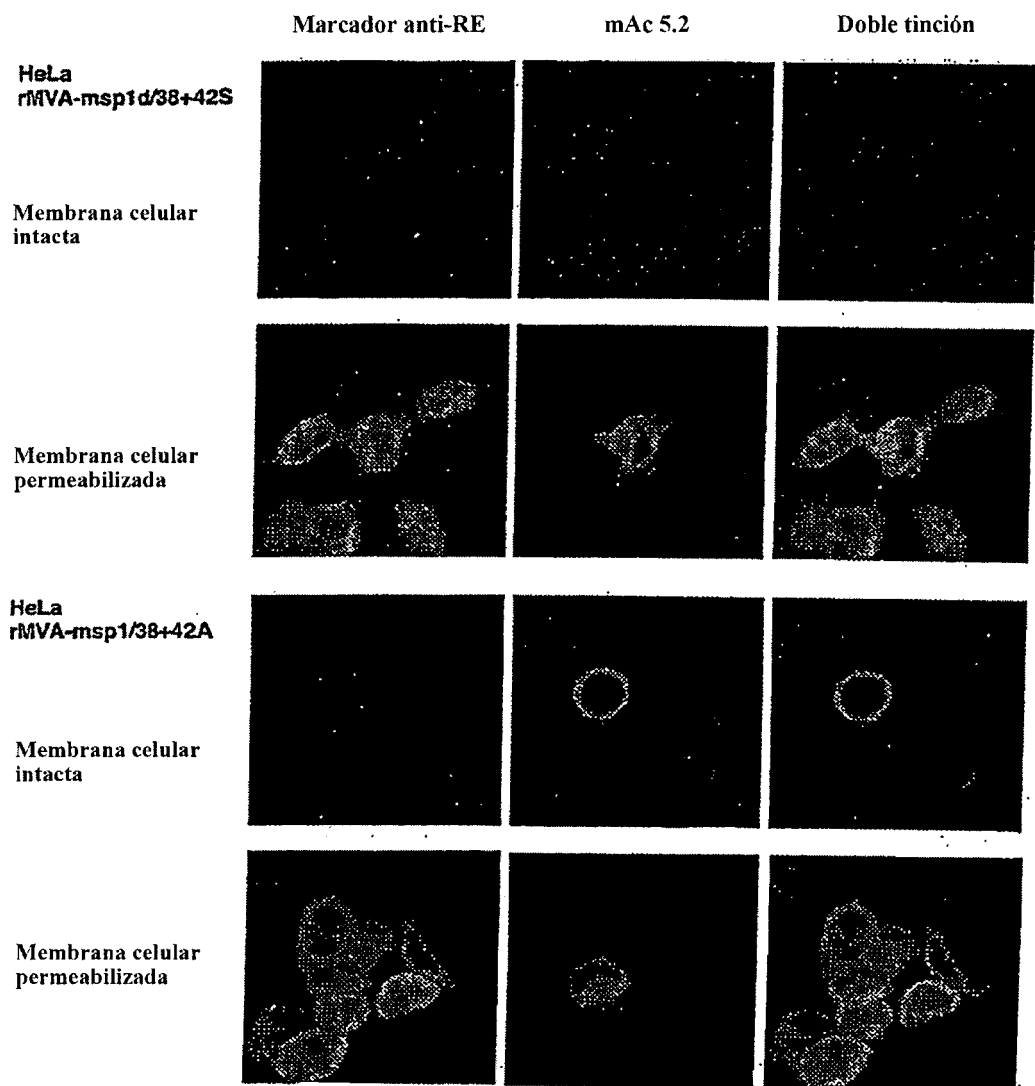 Marcador anti-RE mAc 5.2 Doble tinción
HeLa
rMVA-msp1d/38+42S
Membrana celular
intacta
Membrana celular
permeabilizada
HeLa
rMVA-msp1/38+42A
Membrana celular
intacta
Membrana celular
permeabilizada